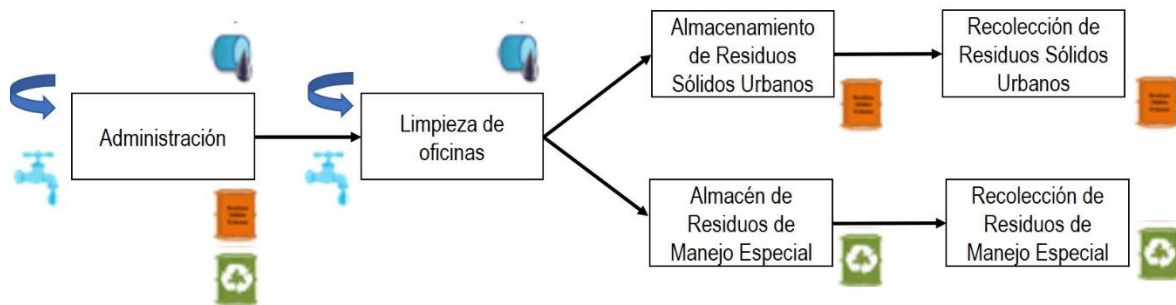 Administración
Limpieza de
oficinas
Almacenamiento
de Residuos
Sólidos Urbanos
Recolección de
Residuos Sólidos
Urbanos
Almacén de
Residuos de
Manejo Especial
Recolección de
Residuos de
Manejo Especial